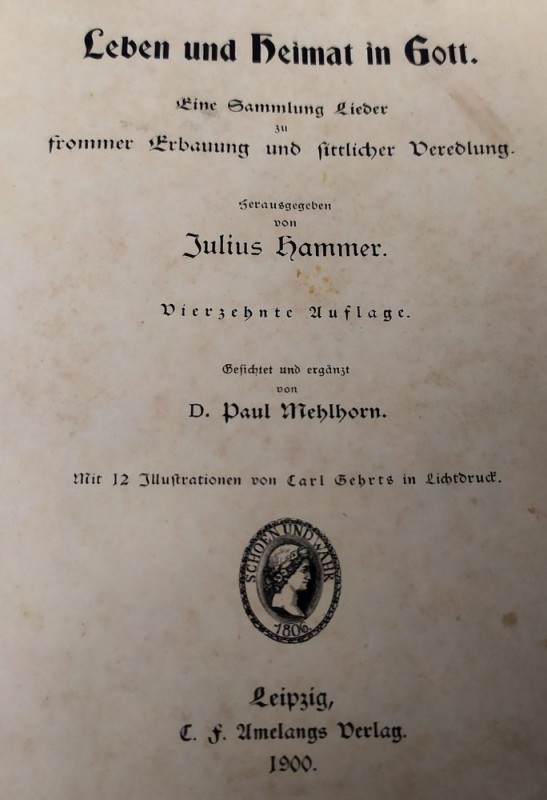 Leben und Heimat in Gott.
Eine Sammlung Lieder
zu
frommer Erbauung und sittlicher Veredlung.
Herausgegeben
von
Julius Hammer.
Vierzehnte Auflage.
Gesichtet und ergänzt
von
D. Paul Mehlhorn.
Mit 12 Illustrationen von Carl Gehrts in Lichtdruck.
SCHOEN UND WAHR
1806
Leipzig,
C. F. Amelangs Verlag.
1900.